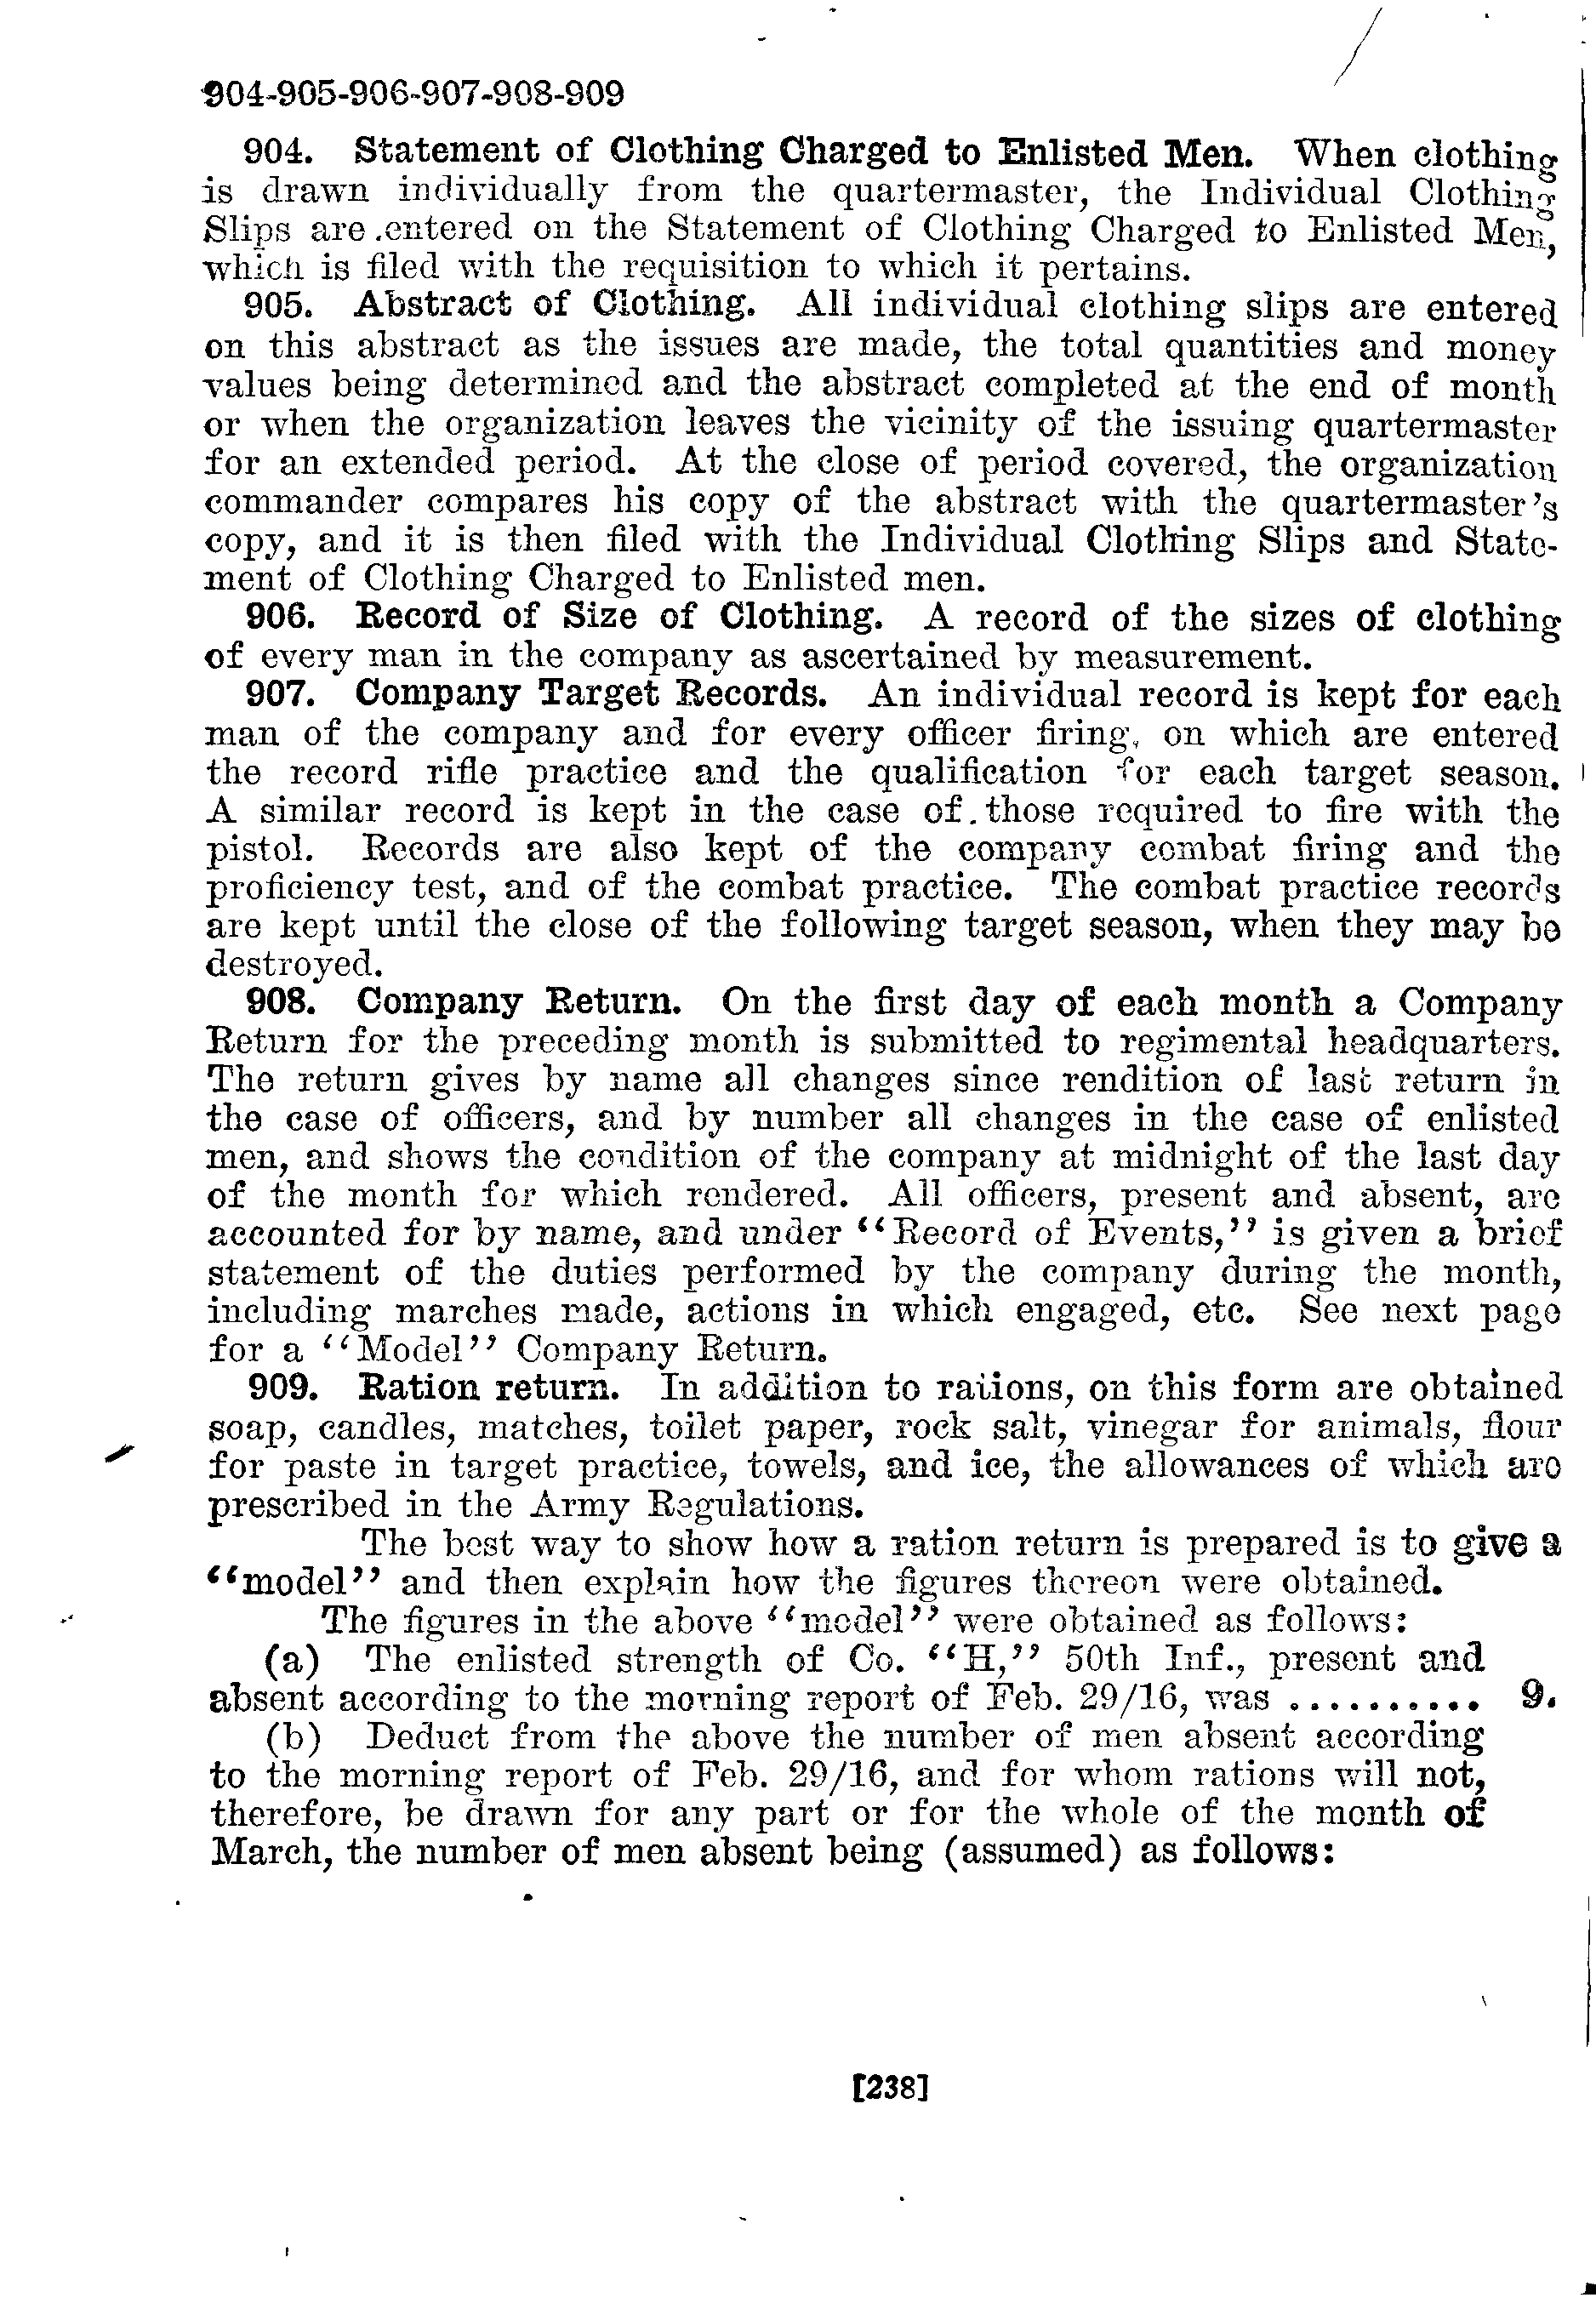 904-905-906-907-908-909
904. Statement of Clothing Charged to Enlisted Men. When clothing
is drawn individually from the quartermaster, the Individual Clothing
Slips are entered on the Statement of Clothing Charged to Enlisted Men,
which is filed with the requisition to which it pertains.
905. Abstract of Clothing. All individual clothing slips are entered
on this abstract as the issues are made, the total quantities and money
values being determined and the abstract completed at the end of month
or when the organization leaves the vicinity of the issuing quartermaster
for an extended period. At the close of period covered, the organization
commander compares his copy of the abstract with the quartermaster's
copy, and it is then filed with the Individual Clothing Slips and State-
ment of Clothing Charged to Enlisted men.
906. Record of Size of Clothing. A record of the sizes of clothing
of every man in the company as ascertained by measurement.
907. Company Target Records. An individual record is kept for each
man of the company and for every officer firing, on which are entered
the record rifle practice and the qualification for each target season.
A similar record is kept in the case of those required to fire with the
pistol. Records are also kept of the company combat firing and the
proficiency test, and of the combat practice. The combat practice records
are kept until the close of the following target season, when they may be
destroyed.
908. Company Return. On the first day of each month a Company
Return for the preceding month is submitted to regimental headquarters.
The return gives by name all changes since rendition of last return in
the case of officers, and by number all changes in the case of enlisted
men, and shows the condition of the company at midnight of the last day
of the month for which rendered. All officers, present and absent, are
accounted for by name, and under "Record of Events," is given a brief
statement of the duties performed by the company during the month,
including marches made, actions in which engaged, etc. See next page
for a "Model" Company Return.
909. Ration return. In addition to rations, on this form are obtained
soap, candles, matches, toilet paper, rock salt, vinegar for animals, flour
for paste in target practice, towels, and ice, the allowances of which are
prescribed in the Army Regulations.
The best way to show how a ration return is prepared is to give a
"model" and then explain how the figures thereon were obtained.
The figures in the above "model" were obtained as follows:
(a) The enlisted strength of Co. "H," 50th Inf., present and
absent according to the morning report of Feb. 29/16, was .......... 9.
(b) Deduct from the above the number of men absent according
to the morning report of Feb. 29/16, and for whom rations will not,
therefore, be drawn for any part or for the whole of the month of
March, the number of men absent being (assumed) as follows:
[238]